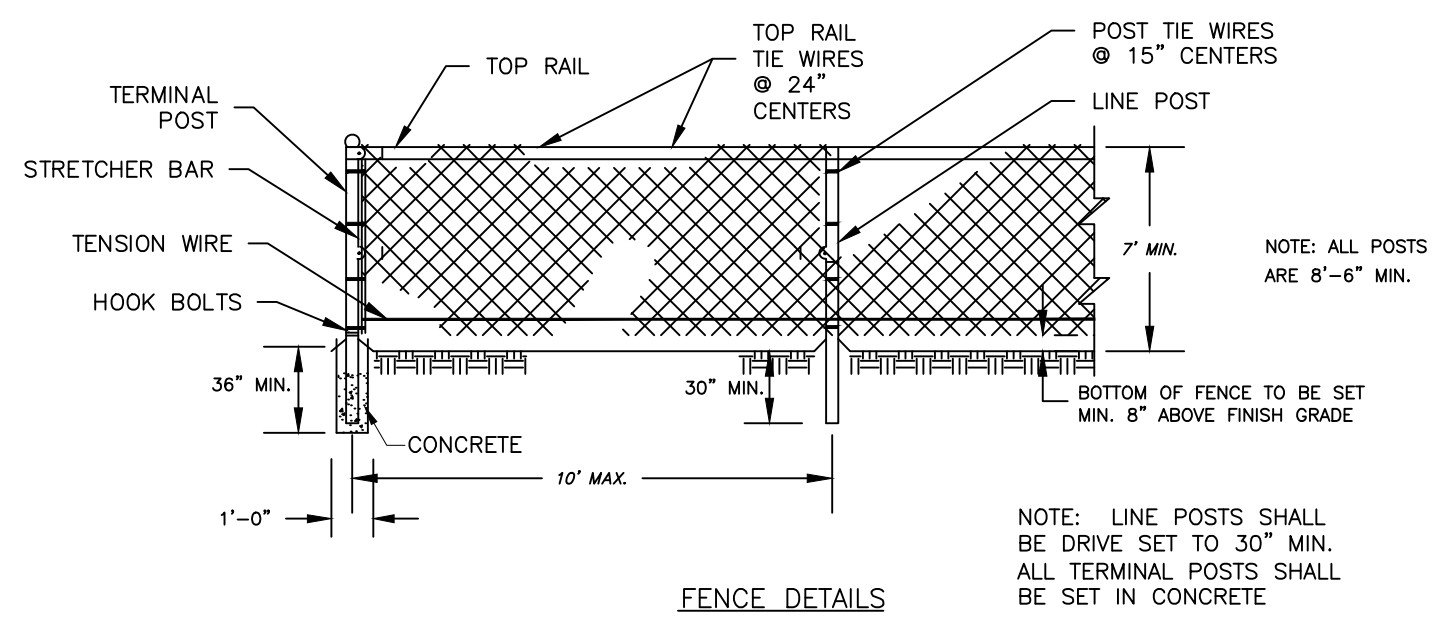 TOP RAIL
TIE WIRES
@ 24"
CENTERS
POST TIE WIRES
@ 15" CENTERS
TOP RAIL
TERMINAL
POST
LINE POST
STRETCHER BAR
TENSION WIRE
HOOK BOLTS
7' MIN.
NOTE: ALL POSTS
ARE 8'-6" MIN.
36" MIN.
30" MIN.
BOTTOM OF FENCE TO BE SET
MIN. 8" ABOVE FINISH GRADE
CONCRETE
10' MAX.
1'-0"
NOTE: LINE POSTS SHALL
BE DRIVE SET TO 30" MIN.
ALL TERMINAL POSTS SHALL
BE SET IN CONCRETE
FENCE DETAILS